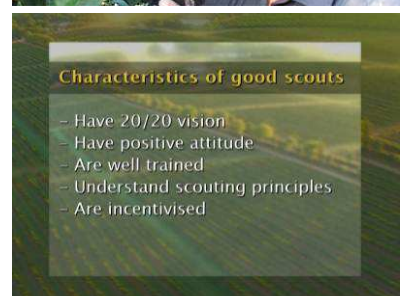 Characteristics of good scouts
– Have 20/20 vision
– Have positive attitude
– Are well trained
– Understand scouting principles
– Are incentivised